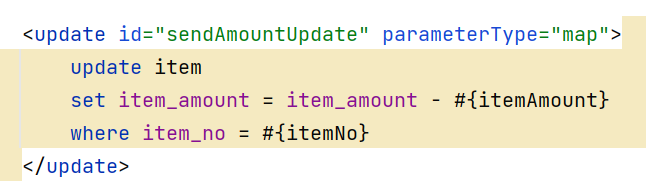 <update id="sendAmountUpdate" parameterType="map">
    update item
    set item_amount = item_amount - #{itemAmount}
    where item_no = #{itemNo}
</update>